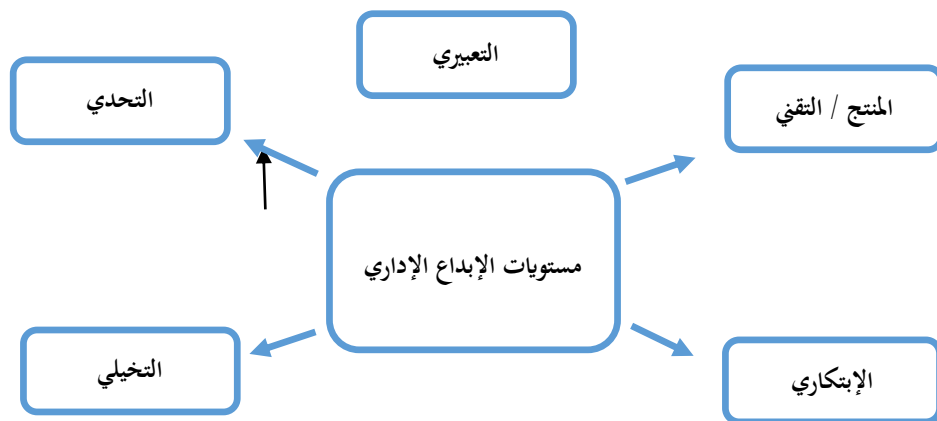 التعبيري
المنتج / التقني
التحدي
مستويات الإبداع الإداري
الإبتكاري
التخيلي